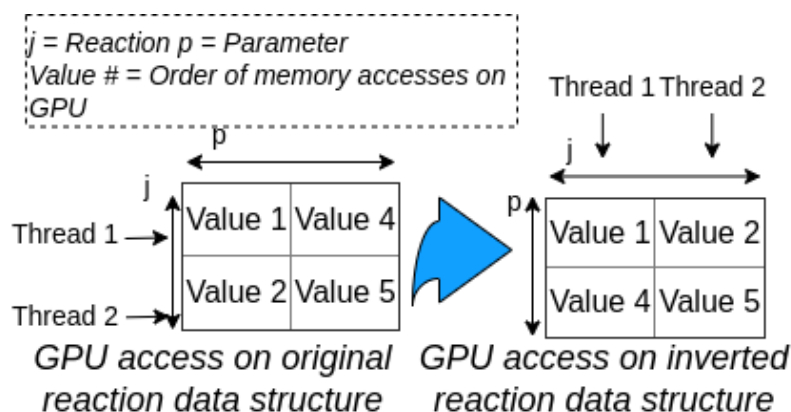 j = Reaction p = Parameter
Value # = Order of memory accesses on
GPU
p
j
Thread 1
Thread 2
Value 1 Value 4
Value 2 Value 5
GPU access on original
reaction data structure
Thread 1 Thread 2
j
p
Value 1 Value 2
Value 4 Value 5
GPU access on inverted
reaction data structure